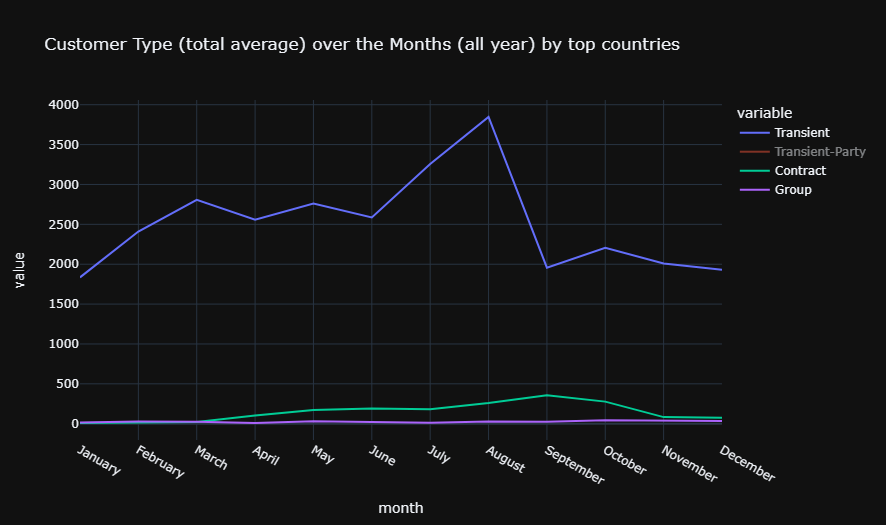 Customer Type (total average) over the Months (all year) by top countries
variable
Transient
Transient-Party
Contract
Group
value
4000
3500
3000
2500
2000
1500
1000
500
0
January
February
March
April
May
June
July
August
September
October
November
December
month